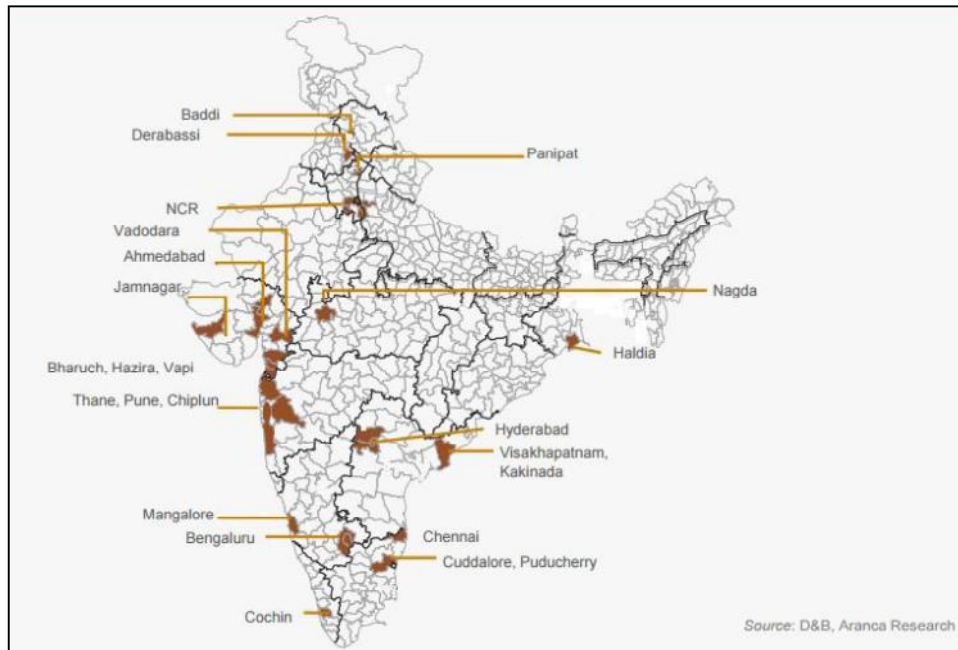 Baddi
Derabassi
Panipat
NCR
Vadodara
Ahmedabad
Jamnagar
Nagda
Haldia
Bharuch, Hazira, Vapi
Thane, Pune, Chiplun
Hyderabad
Visakhapatnam,
Kakinada
Mangalore
Bengaluru
Chennai
Cuddalore, Puducherry
Cochin
Source: D&B, Aranca Research